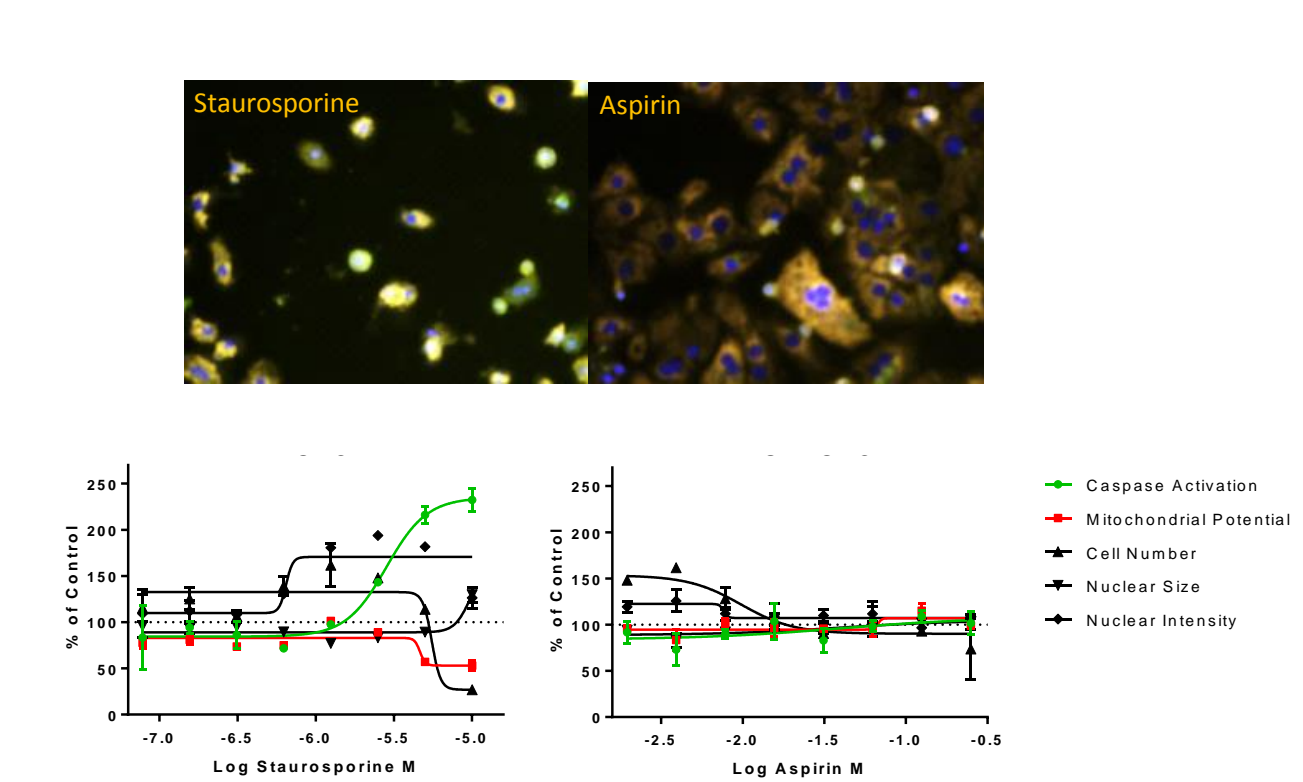 Staurosporine
Aspirin
% of Control
250
200
150
100
50
0
-7.0 -6.5 -6.0 -5.5 -5.0
Log Staurosporine M
% of Control
250
200
150
100
50
0
-2.5 -2.0 -1.5 -1.0 -0.5
Log Aspirin M
Caspase Activation
Mitochondrial Potential
Cell Number
Nuclear Size
Nuclear Intensity